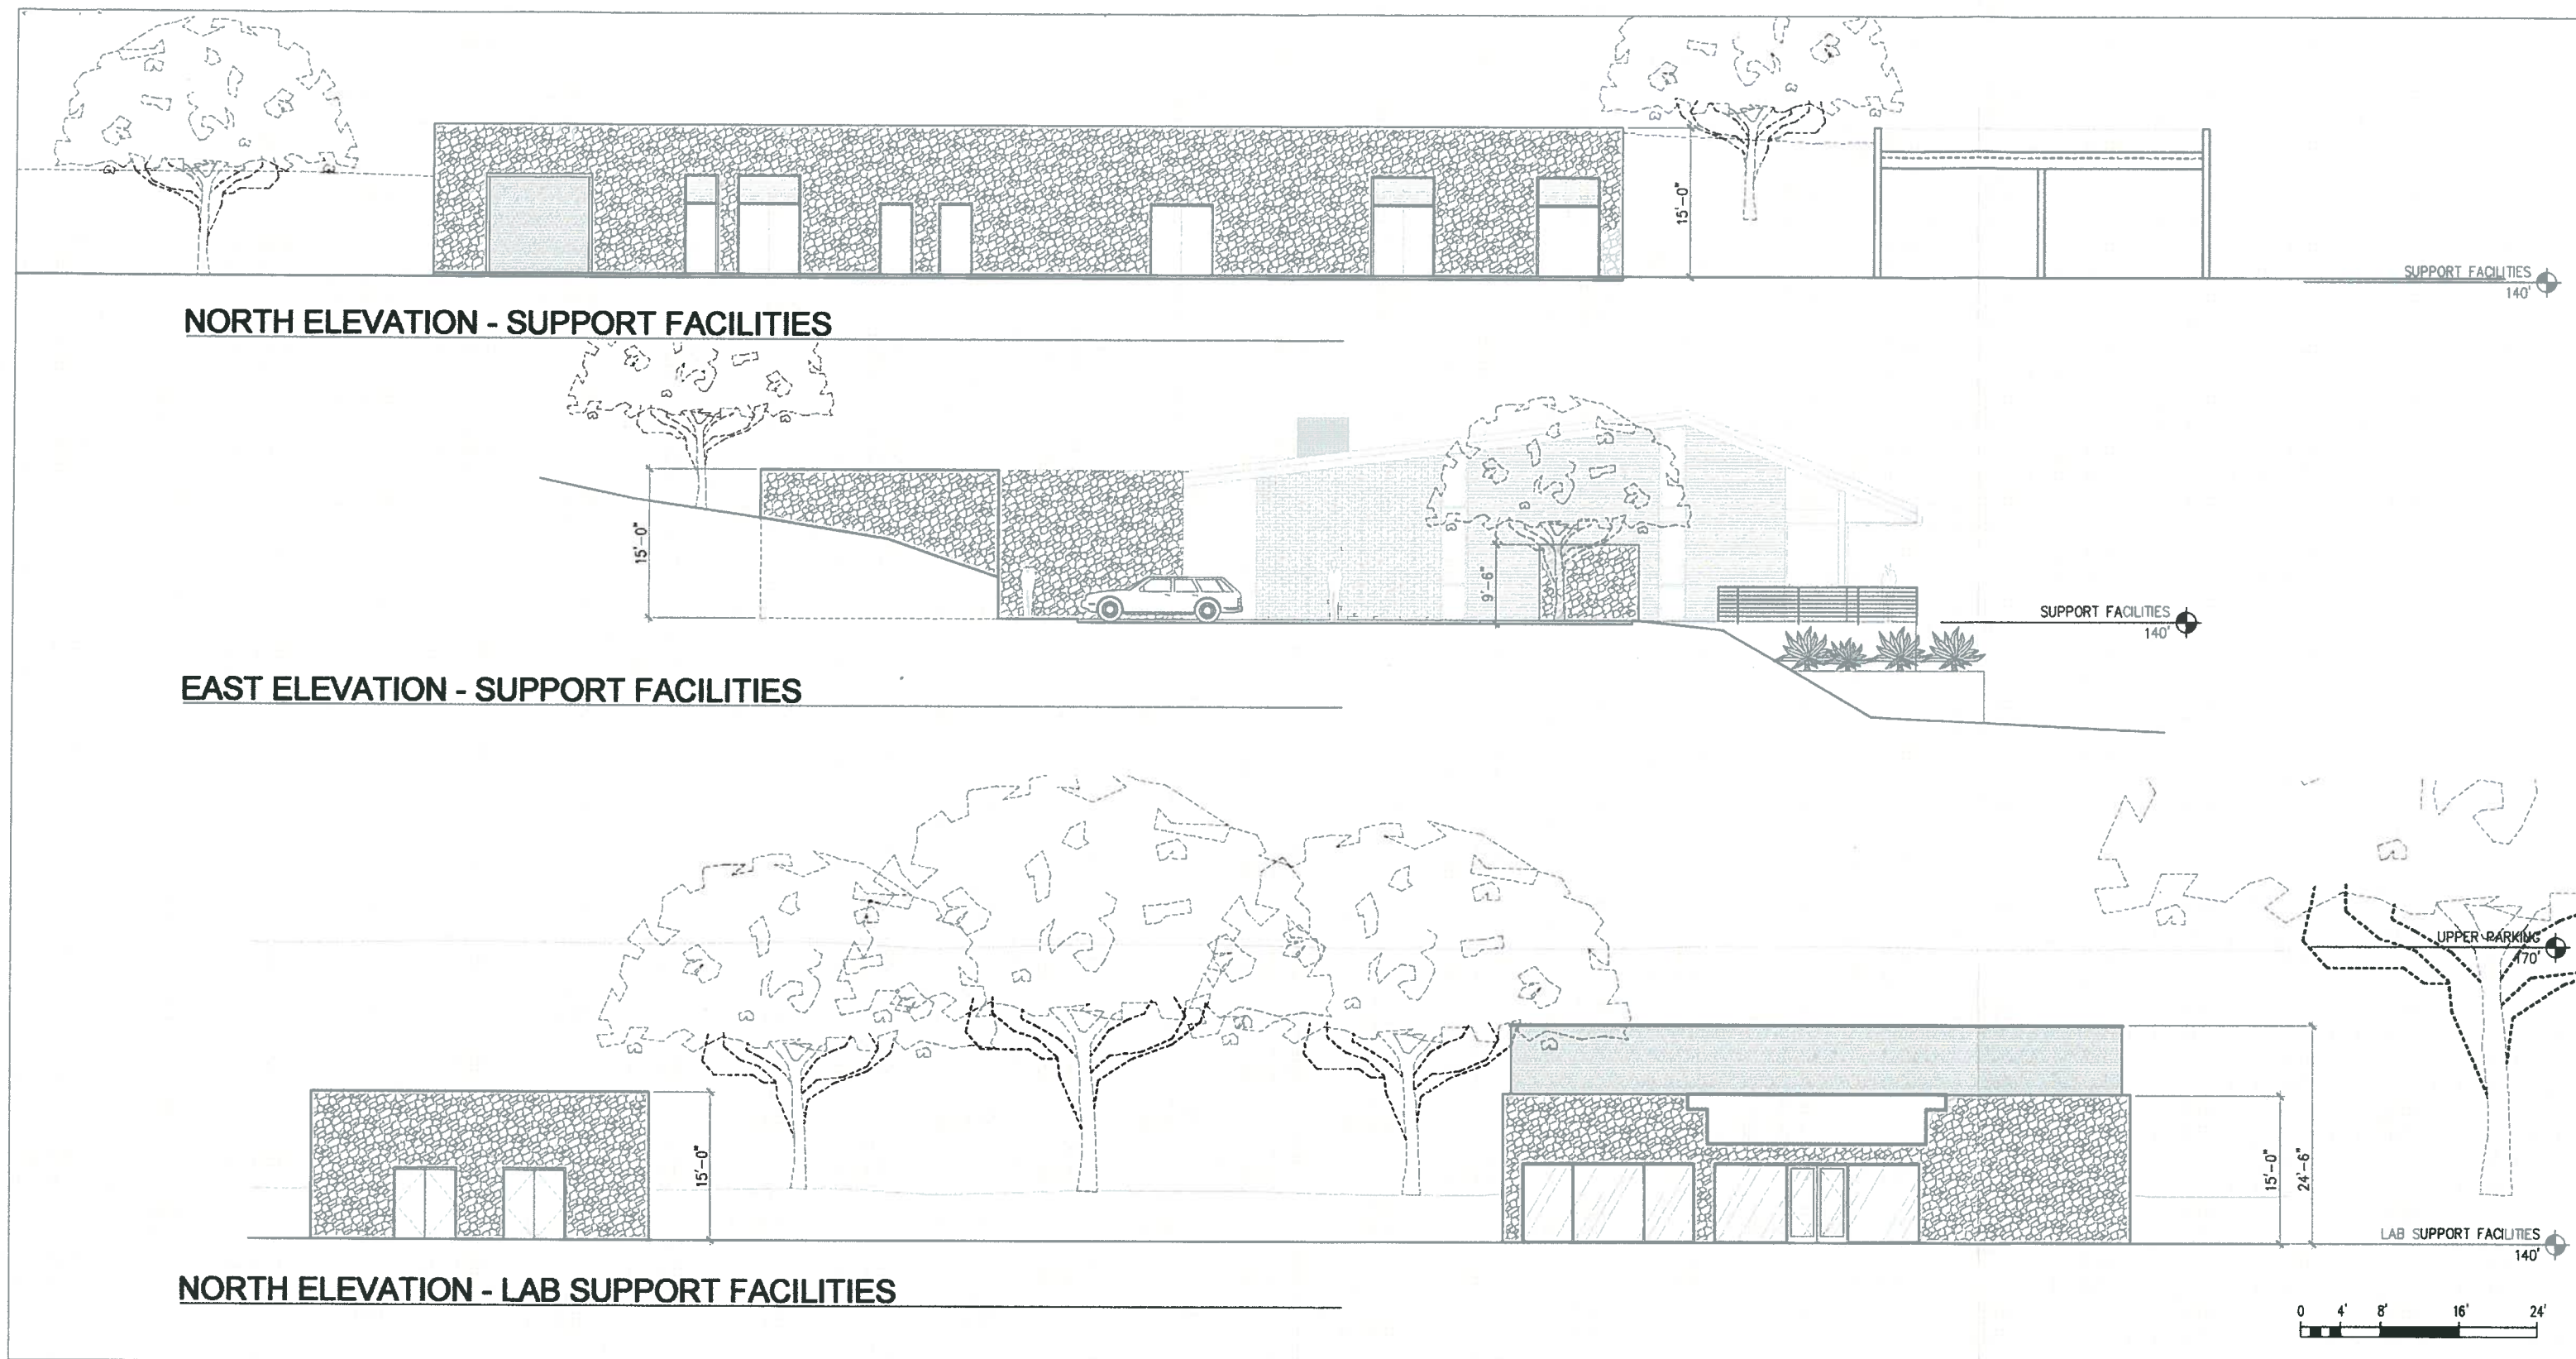 15'-0"
SUPPORT FACILITIES
140'
NORTH ELEVATION - SUPPORT FACILITIES
15'-0"
9'-6"
SUPPORT FACILITIES
140'
EAST ELEVATION - SUPPORT FACILITIES
UPPER PARKING
170'
15'-0"
15'-0"
24'-6"
LAB SUPPORT FACILITIES
140'
NORTH ELEVATION - LAB SUPPORT FACILITIES
0 4' 8' 16' 24'